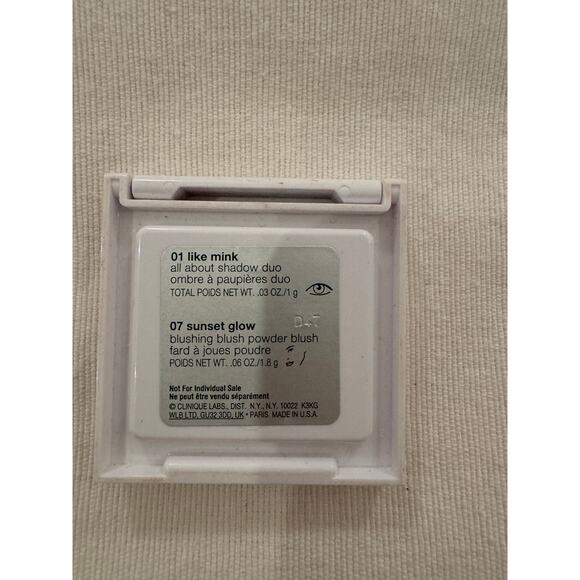 01 like mink
all about shadow duo
ombre à paupières duo
TOTAL POIDS NET WT. .03 OZ./1 g
07 sunset glow
blushing blush powder blush
fard à joues poudre
POIDS NET WT. .06 OZ./1.8 g
Not For Individual Sale
Ne peut être vendu séparément
© CLINIQUE LABS., DIST. N.Y., N.Y. 10022 K3KG
WLB LTD, GU32 3DD, UK • PARIS MADE IN U.S.A.